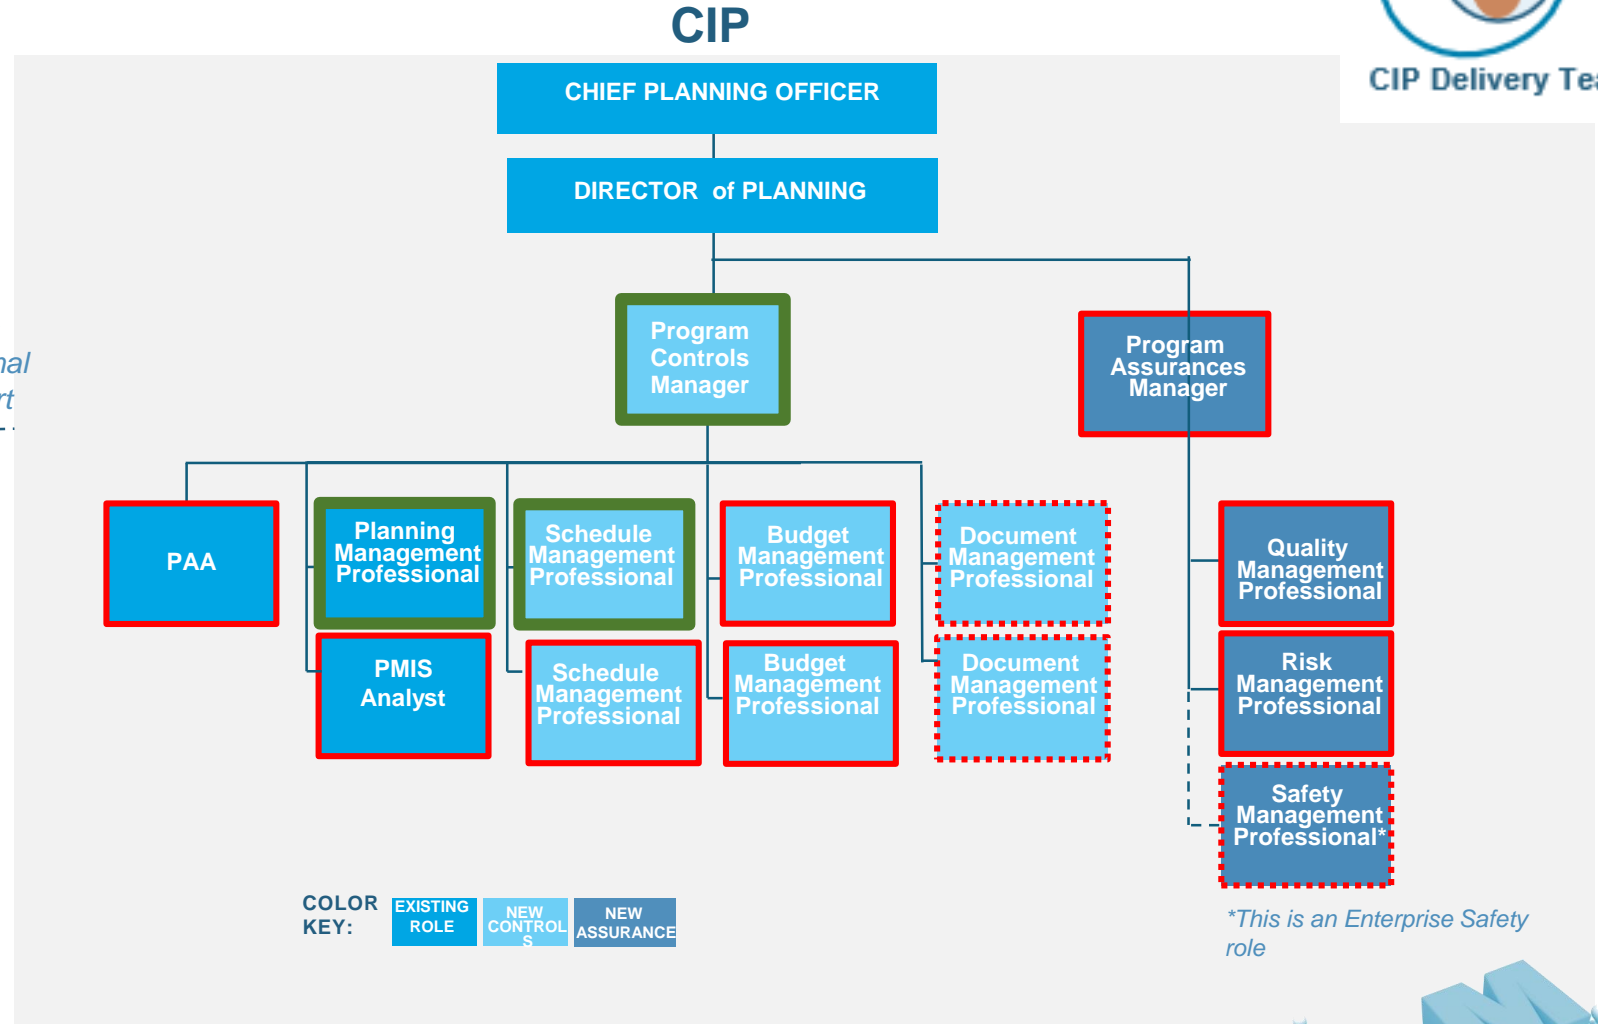 CIP
CIP Delivery
CHIEF PLANNING OFFICER
DIRECTOR of PLANNING
Program
Controls
Manager
Program
Assurances
Manager
PAA
Planning
Management
Professional
Schedule
Management
Professional
Budget
Management
Professional
Document
Management
Professional
Quality
Management
Professional
PMIS
Analyst
Schedule
Management
Professional
Budget
Management
Professional
Document
Management
Professional
Risk
Management
Professional
Safety
Management
Professional*
COLOR
KEY:
EXISTING
ROLE
NEW
CONTROL
S
NEW
ASSURANCE
*This is an Enterprise Safety
role